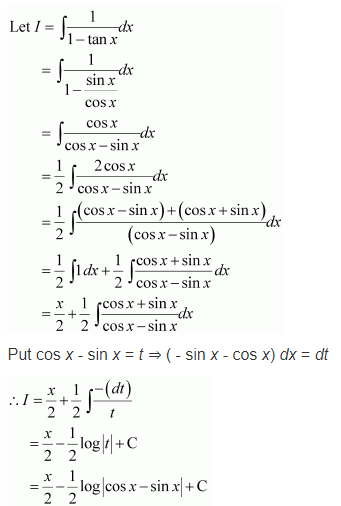 Let I = ∫ 1/(1 − tan x) dx
= ∫ 1/(1 − sin x/cos x) dx
= ∫ cos x/(cos x − sin x) dx
= 1/2 ∫ 2cos x/(cos x − sin x) dx
= 1/2 ∫ ((cos x − sin x) + (cos x + sin x))/(cos x − sin x) dx
= 1/2 ∫ 1dx + 1/2 ∫ (cos x + sin x)/(cos x − sin x) dx
= x/2 + 1/2 ∫ (cos x + sin x)/(cos x − sin x) dx
Put cos x - sin x = t ⇒ ( - sin x - cos x) dx = dt
∴ I = x/2 + 1/2 ∫ −(dt)/t
= x/2 − 1/2 log|t| + C
= x/2 − 1/2 log|cos x − sin x| + C